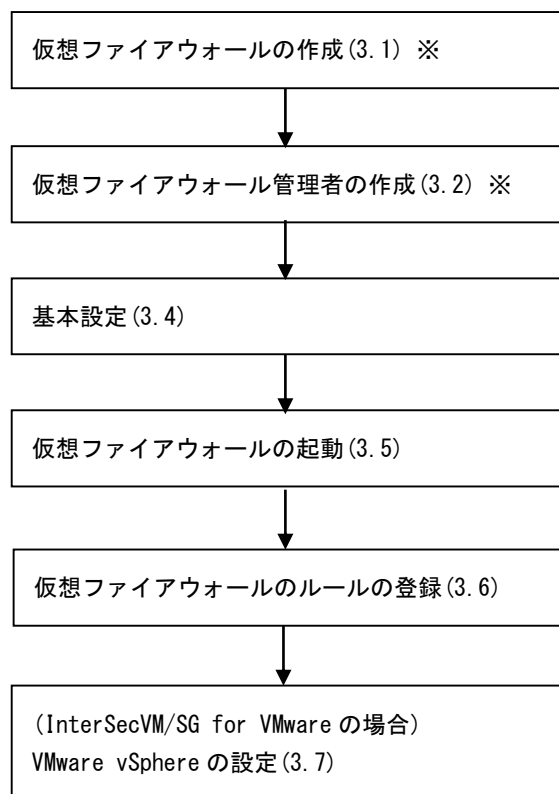 仮想ファイアウォールの作成(3.1) ※
仮想ファイアウォール管理者の作成(3.2) ※
基本設定(3.4)
仮想ファイアウォールの起動(3.5)
仮想ファイアウォールのルールの登録(3.6)
(InterSecVM/SG for VMware の場合)
VMware vSphere の設定(3.7)